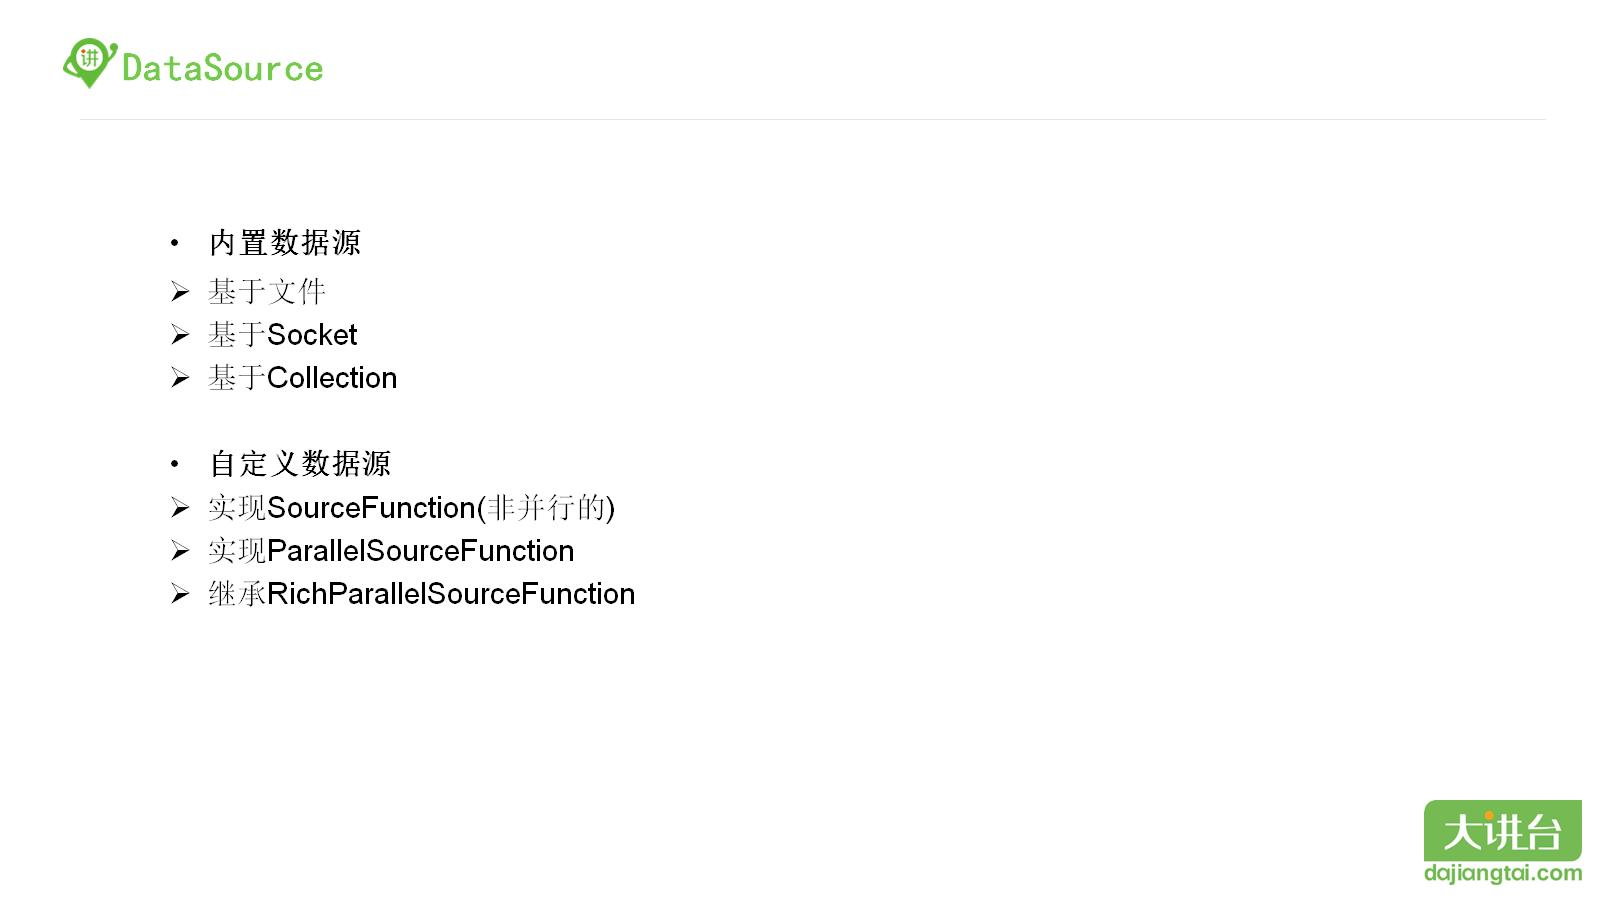 讲
DataSource
• 内置数据源
➢ 基于文件
➢ 基于Socket
➢ 基于Collection
• 自定义数据源
➢ 实现SourceFunction(非并行的)
➢ 实现ParallelSourceFunction
➢ 继承RichParallelSourceFunction
大讲台
dajiangtai.com